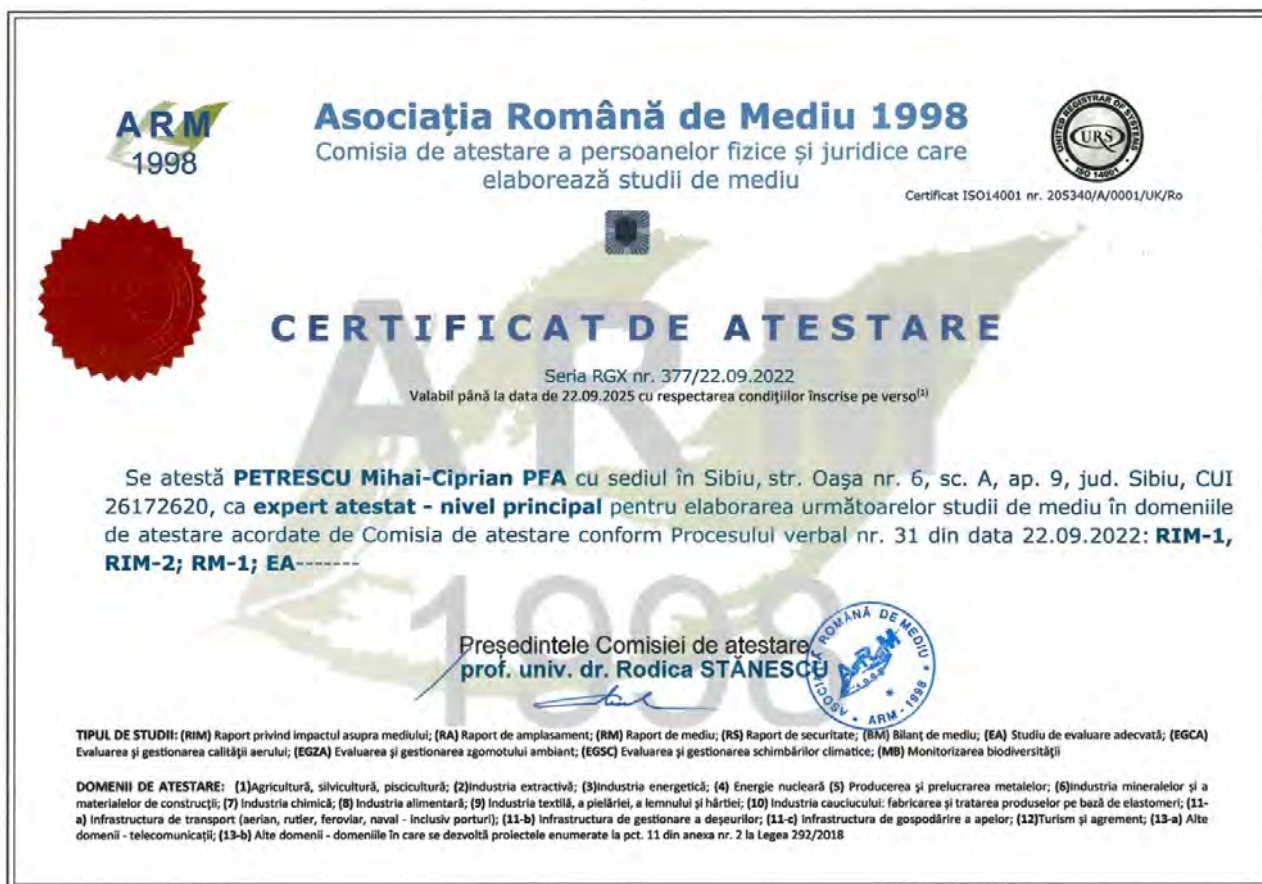 ARM
1998
Asociația Română de Mediu 1998
Comisia de atestare a persoanelor fizice și juridice care
elaborează studii de mediu
UNITED REGISTRAR OF SYSTEMS
URS
ISO 14001
Certificat ISO14001 nr. 205340/A/0001/UK/Ro
CERTIFICAT DE ATESTARE
Seria RGX nr. 377/22.09.2022
Valabil până la data de 22.09.2025 cu respectarea condițiilor înscrise pe verso(1)
Se atestă PETRESCU Mihai-Ciprian PFA cu sediul în Sibiu, str. Oaşa nr. 6, sc. A, ap. 9, jud. Sibiu, CUI
26172620, ca expert atestat - nivel principal pentru elaborarea următoarelor studii de mediu în domeniile
de atestare acordate de Comisia de atestare conform Procesului verbal nr. 31 din data 22.09.2022: RIM-1,
RIM-2; RM-1; EA-------
ARM
1998
Președintele Comisiei de atestare
prof. univ. dr. Rodica STĂNESCU
ASOCIAȚIA ROMÂNĂ DE MEDIU * ARM - 1998 *
ARM
1998
TIPUL DE STUDII: (RIM) Raport privind impactul asupra mediului; (RA) Raport de amplasament; (RM) Raport de mediu; (RS) Raport de securitate; (BM) Bilanț de mediu; (EA) Studiu de evaluare adecvată; (EGCA)
Evaluarea și gestionarea calității aerului; (EGZA) Evaluarea și gestionarea zgomotului ambiant; (EGSC) Evaluarea și gestionarea schimbărilor climatice; (MB) Monitorizarea biodiversității
DOMENII DE ATESTARE: (1)Agricultură, silvicultură, piscicultură; (2)Industria extractivă; (3)Industria energetică; (4) Energie nucleară (5) Producerea și prelucrarea metalelor; (6)Industria mineralelor și a
materialelor de construcții; (7) Industria chimică; (8) Industria alimentară; (9) Industria textilă, a pielăriei, a lemnului și hârtiei; (10) Industria cauciucului: fabricarea și tratarea produselor pe bază de elastomeri; (11-
a) Infrastructura de transport (aerian, rutier, feroviar, naval - inclusiv porturi); (11-b) Infrastructura de gestionare a deșeurilor; (11-c) Infrastructura de gospodărire a apelor; (12)Turism și agrement; (13-a) Alte
domenii - telecomunicații; (13-b) Alte domenii - domeniile în care se dezvoltă proiectele enumerate la pct. 11 din anexa nr. 2 la Legea 292/2018